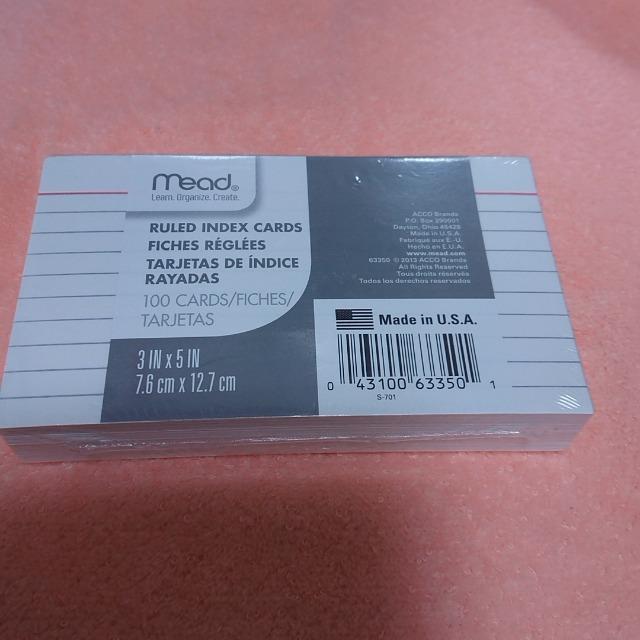 Mead®
Learn. Organize. Create.
RULED INDEX CARDS
FICHES RÉGLÉES
TARJETAS DE ÍNDICE
RAYADAS
100 CARDS/FICHES/
TARJETAS
3 IN x 5 IN
7.6 cm x 12.7 cm
ACCO Brands
P.O. Box 290001
Dayton, Ohio 45429
Made in U.S.A.
Fabriqué aux É.-U.
Hecho en E.U.A.
www.mead.com
63350 © 2013 ACCO Brands
All Rights Reserved
Tous droits réservés
Todos los derechos reservados
Made in U.S.A.
0 43100 63350 1
S-701